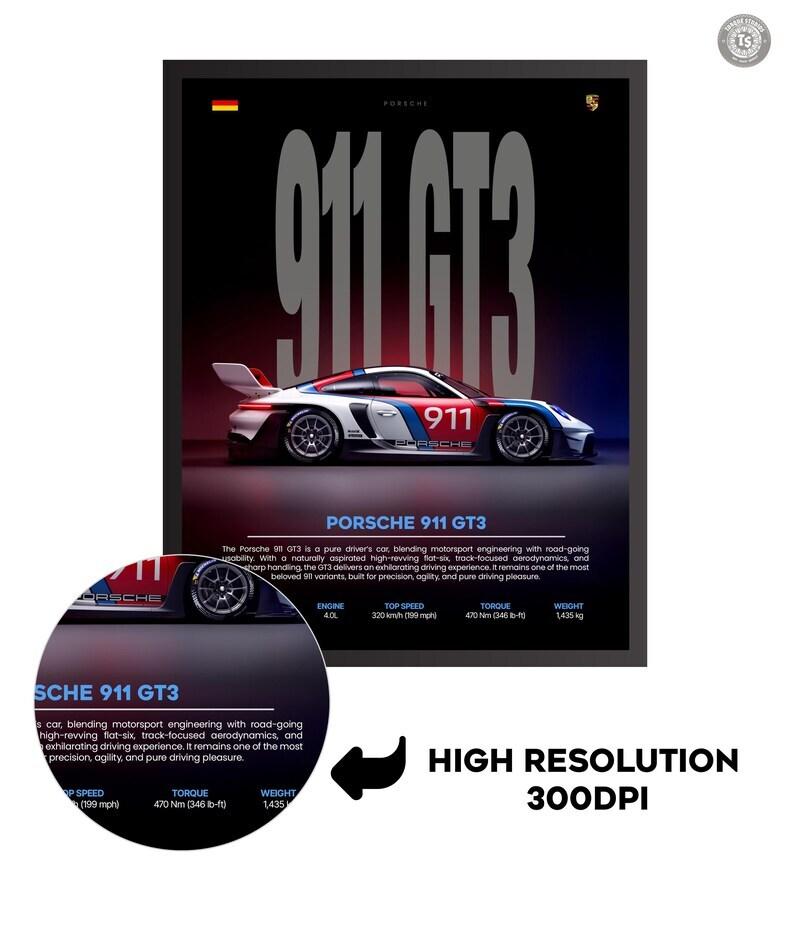 TORQUE STUDIOS
TS
PORSCHE
911 GT3
911
PORSCHE
PORSCHE 911 GT3
The Porsche 911 GT3 is a pure driver's car, blending motorsport engineering with road-going
usability. With a naturally aspirated high-revving flat-six, track-focused aerodynamics, and
sharp handling, the GT3 delivers an exhilarating driving experience. It remains one of the most
beloved 911 variants, built for precision, agility, and pure driving pleasure.
ENGINE TOP SPEED TORQUE WEIGHT
4.0L 320 km/h (199 mph) 470 Nm (346 lb-ft) 1,435 kg
911
PORSCHE
SCHE 911 GT3
s car, blending motorsport engineering with road-going
high-revving flat-six, track-focused aerodynamics, and
exhilarating driving experience. It remains one of the most
precision, agility, and pure driving pleasure.
OP SPEED TORQUE WEIGHT
(199 mph) 470 Nm (346 lb-ft) 1,435
HIGH RESOLUTION
300DPI